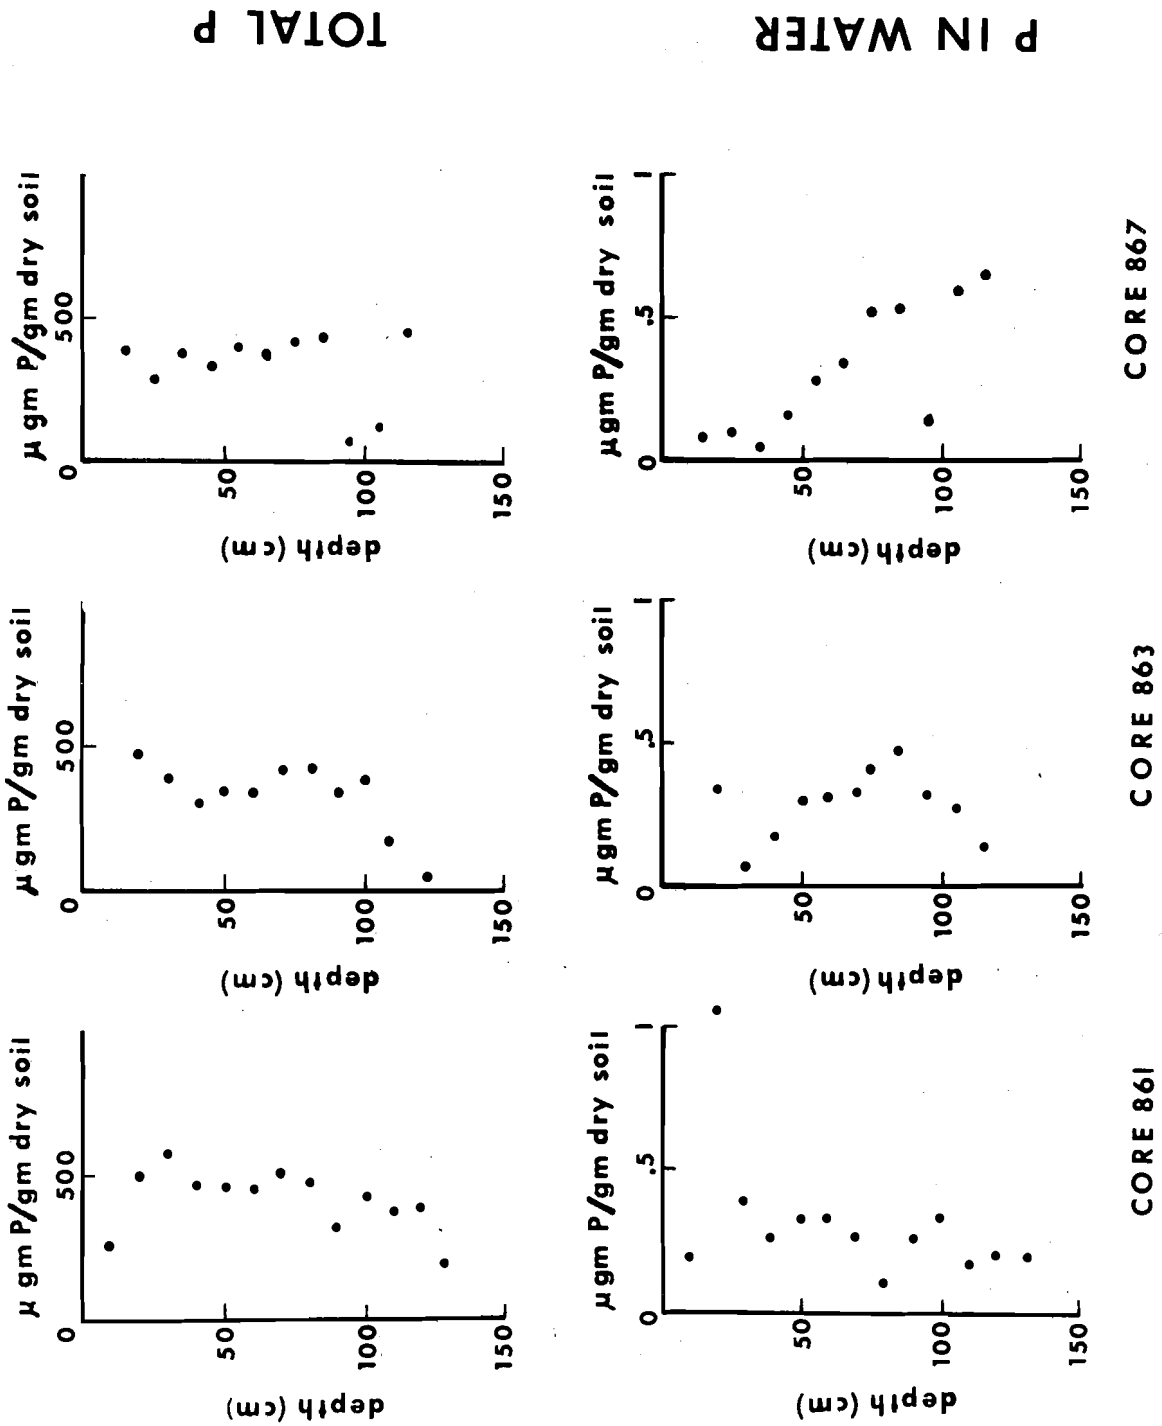 TOTAL P
P IN WATER
μ gm P/gm dry soil
500
0
50
100
150
depth (cm)
μ gm P/gm dry soil
1
.5
0
50
100
150
depth (cm)
CORE 867
μ gm P/gm dry soil
500
0
50
100
150
depth (cm)
μ gm P/gm dry soil
1
.5
0
50
100
150
depth (cm)
CORE 863
μ gm P/gm dry soil
500
0
50
100
150
depth (cm)
μ gm P/gm dry soil
1
.5
0
50
100
150
depth (cm)
CORE 861